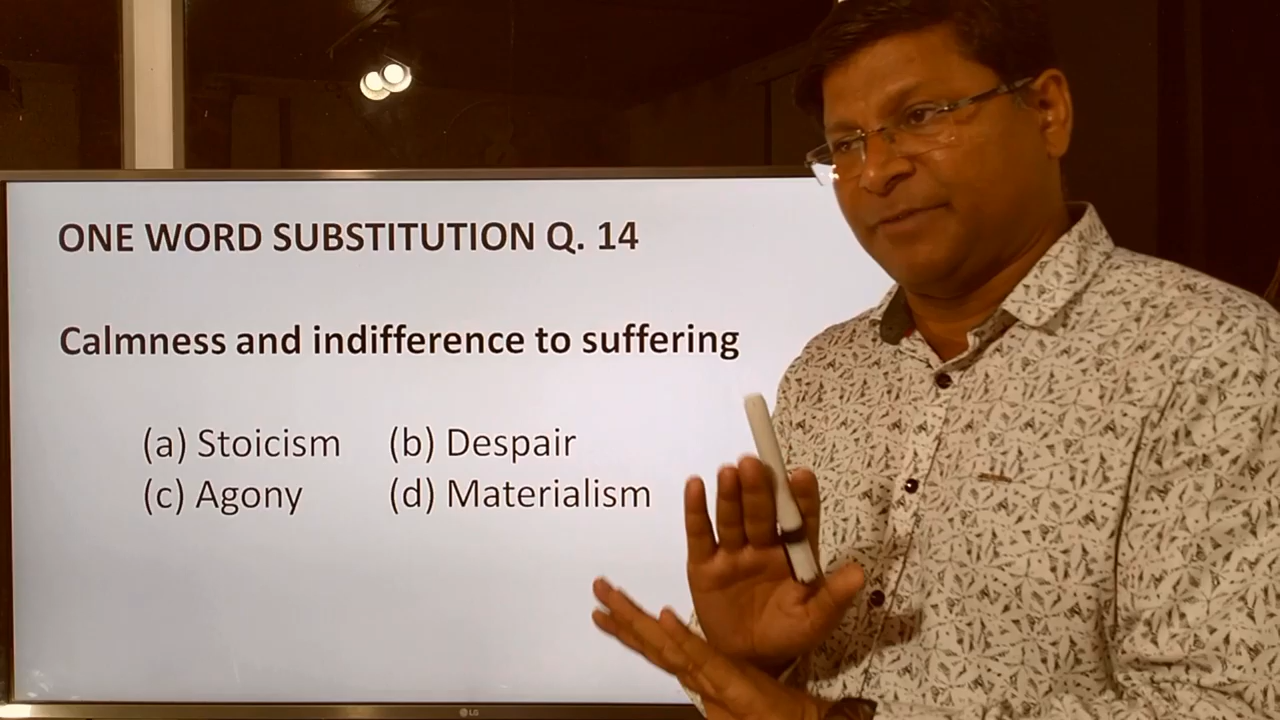 ONE WORD SUBSTITUTION Q. 14
Calmness and indifference to suffering
(a) Stoicism (b) Despair
(c) Agony (d) Materialism
LG